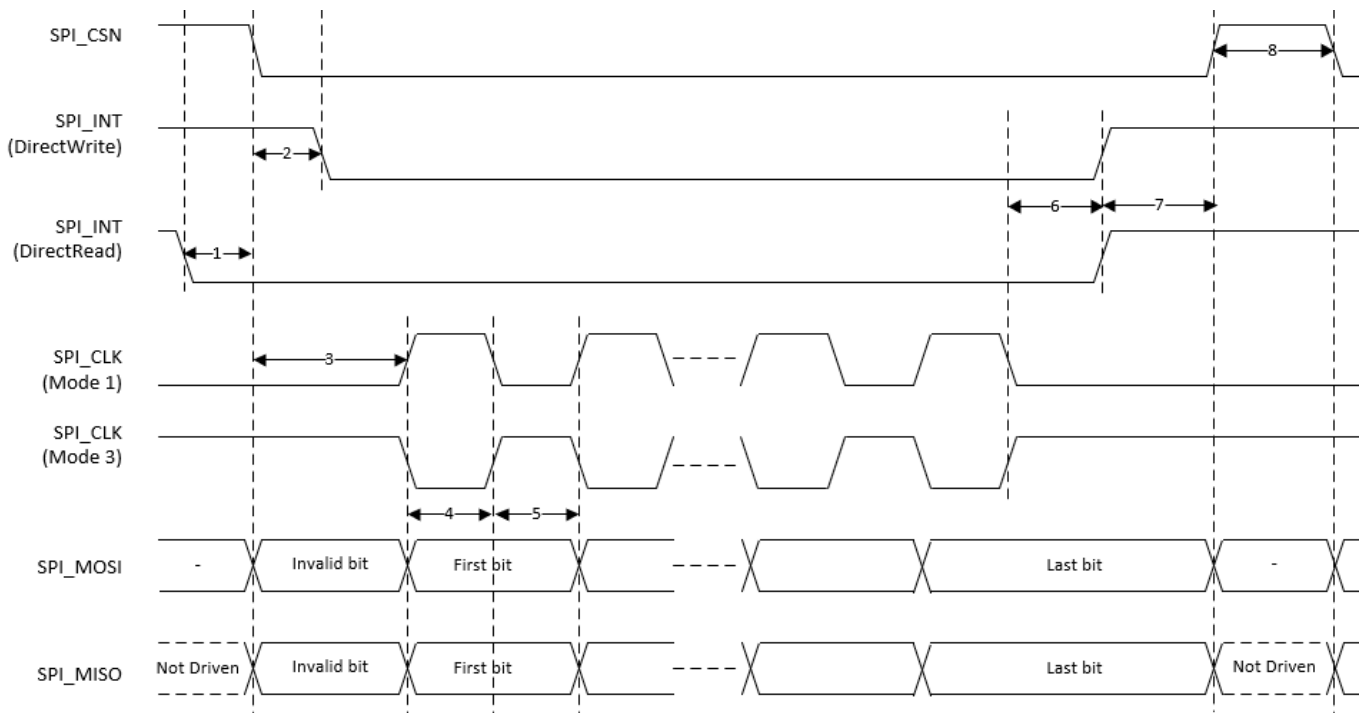 SPI_CSN
8
SPI_INT
(DirectWrite)
2
6
7
SPI_INT
(DirectRead)
1
SPI_CLK
(Mode 1)
3
SPI_CLK
(Mode 3)
4
5
SPI_MOSI
-
Invalid bit
First bit
Last bit
-
SPI_MISO
Not Driven
Invalid bit
First bit
Last bit
Not Driven